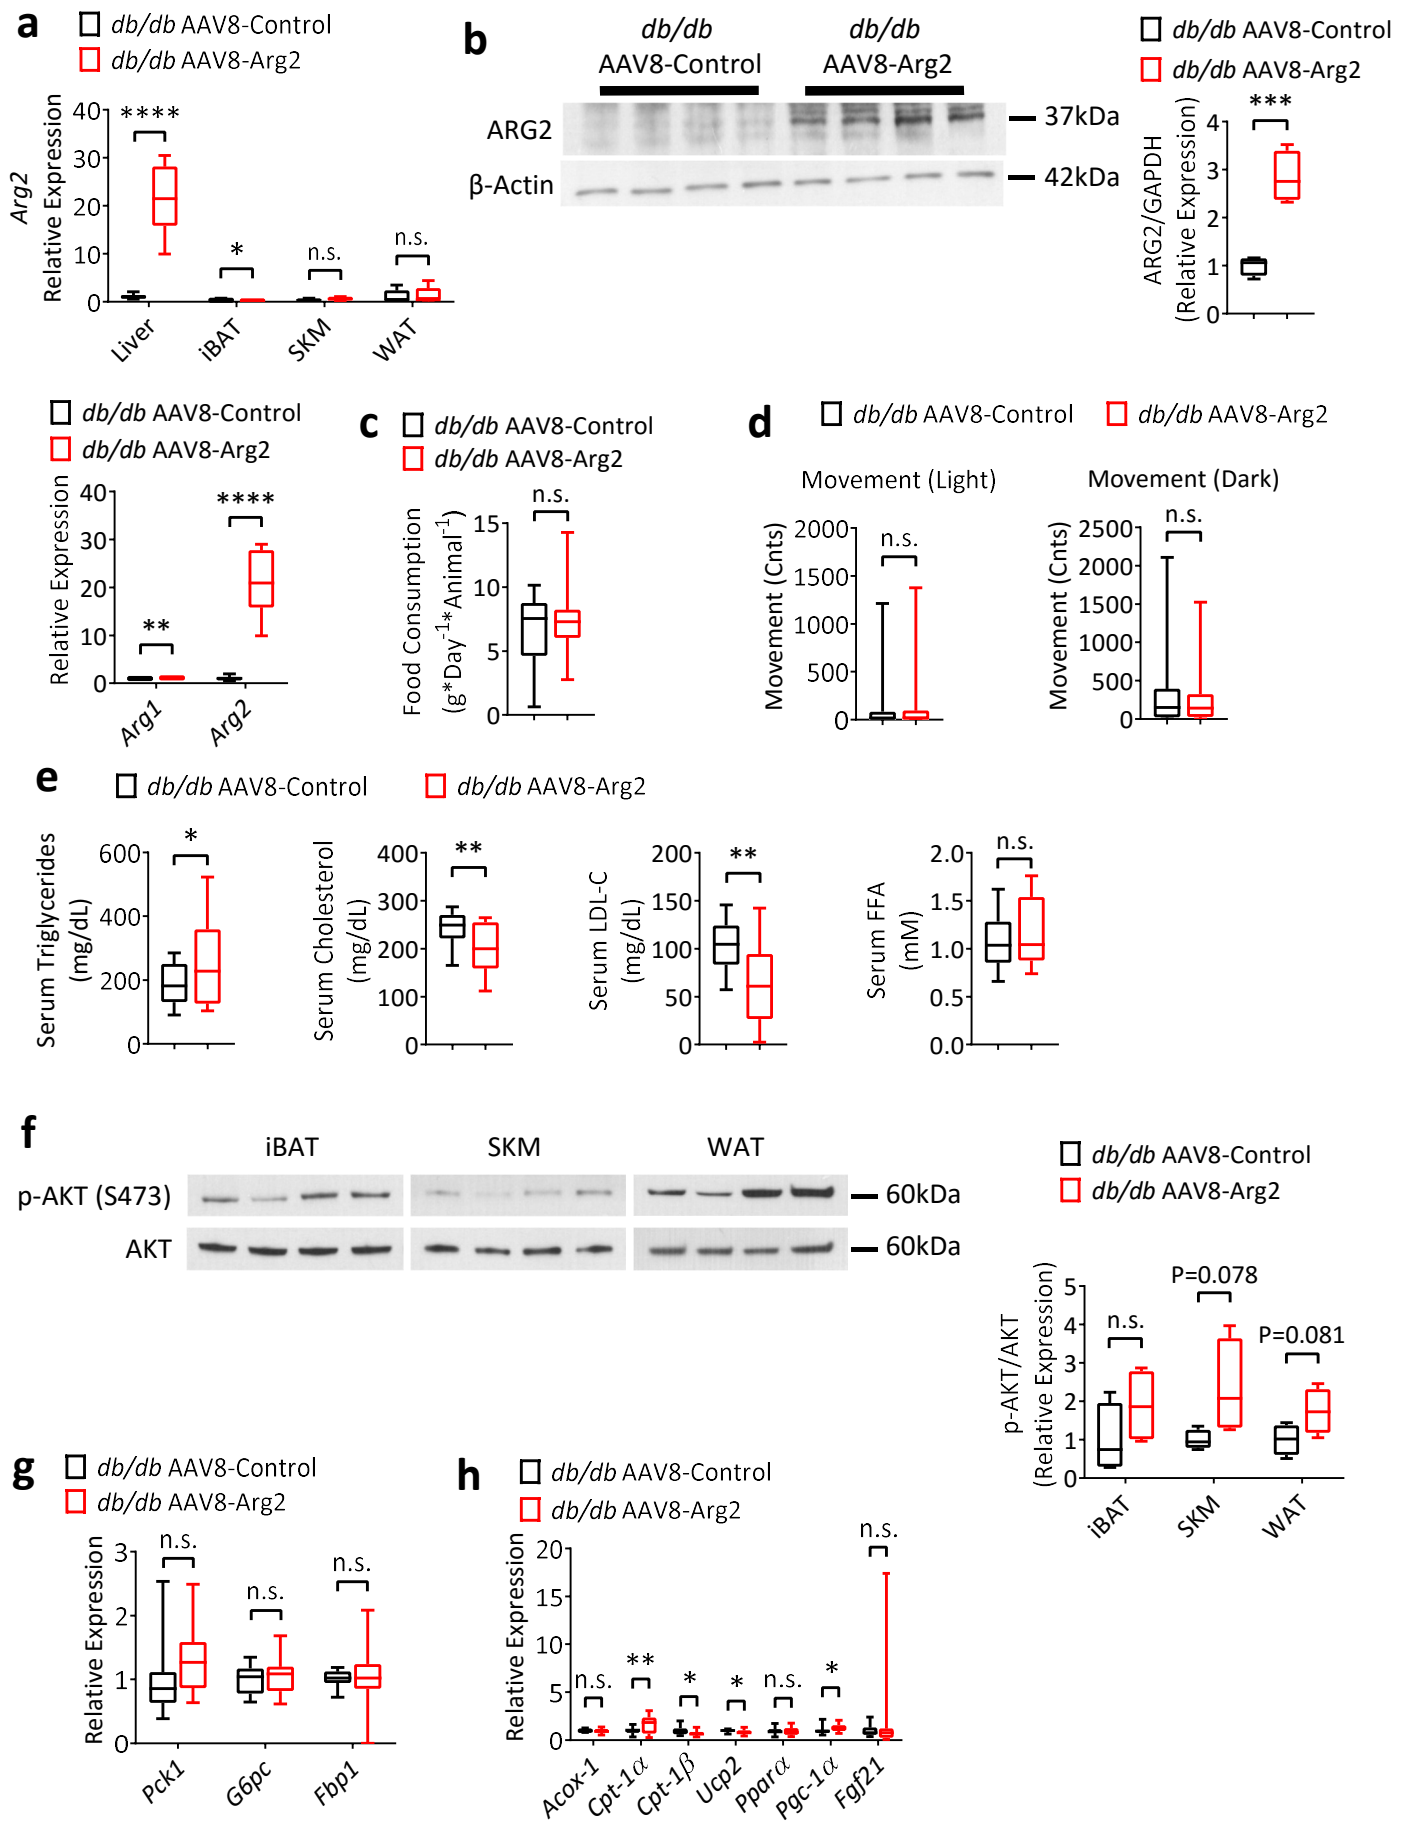 a
db/db AAV8-Control
db/db AAV8-Arg2
Arg2
Relative Expression
40
30
20
10
0
****
*
n.s.
n.s.
Liver
iBAT
SKM
WAT
db/db AAV8-Control
db/db AAV8-Arg2
Relative Expression
40
30
20
10
0
**
****
Arg1
Arg2
b
db/db
AAV8-Control
db/db
AAV8-Arg2
ARG2
37kDa
β-Actin
42kDa
db/db AAV8-Control
db/db AAV8-Arg2
ARG2/GAPDH
(Relative Expression)
4
3
2
1
0
***
c
db/db AAV8-Control
db/db AAV8-Arg2
Food Consumption
(g*Day⁻¹*Animal⁻¹)
15
10
5
0
n.s.
d
db/db AAV8-Control
db/db AAV8-Arg2
Movement (Light)
Movement (Cnts)
2000
1500
1000
500
0
n.s.
Movement (Dark)
Movement (Cnts)
2500
2000
1500
1000
500
0
n.s.
e
db/db AAV8-Control
db/db AAV8-Arg2
Serum Triglycerides
(mg/dL)
600
400
200
0
*
Serum Cholesterol
(mg/dL)
400
300
200
100
0
**
Serum LDL-C
(mg/dL)
200
150
100
50
0
**
Serum FFA
(mM)
2.0
1.5
1.0
0.5
0.0
n.s.
f
iBAT
SKM
WAT
p-AKT (S473)
60kDa
AKT
60kDa
db/db AAV8-Control
db/db AAV8-Arg2
p-AKT/AKT
(Relative Expression)
5
4
3
2
1
0
n.s.
P=0.078
P=0.081
iBAT
SKM
WAT
g
db/db AAV8-Control
db/db AAV8-Arg2
Relative Expression
3
2
1
0
n.s.
n.s.
n.s.
Pck1
G6pc
Fbp1
h
db/db AAV8-Control
db/db AAV8-Arg2
Relative Expression
20
15
10
5
0
n.s.
**
*
*
n.s.
*
n.s.
Acox-1
Cpt-1α
Cpt-1β
Ucp2
Pparα
Pgc-1α
Fgf21